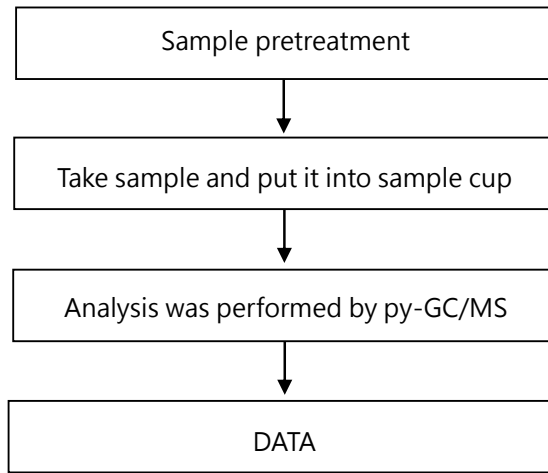 Sample pretreatment
Take sample and put it into sample cup
Analysis was performed by py-GC/MS
DATA